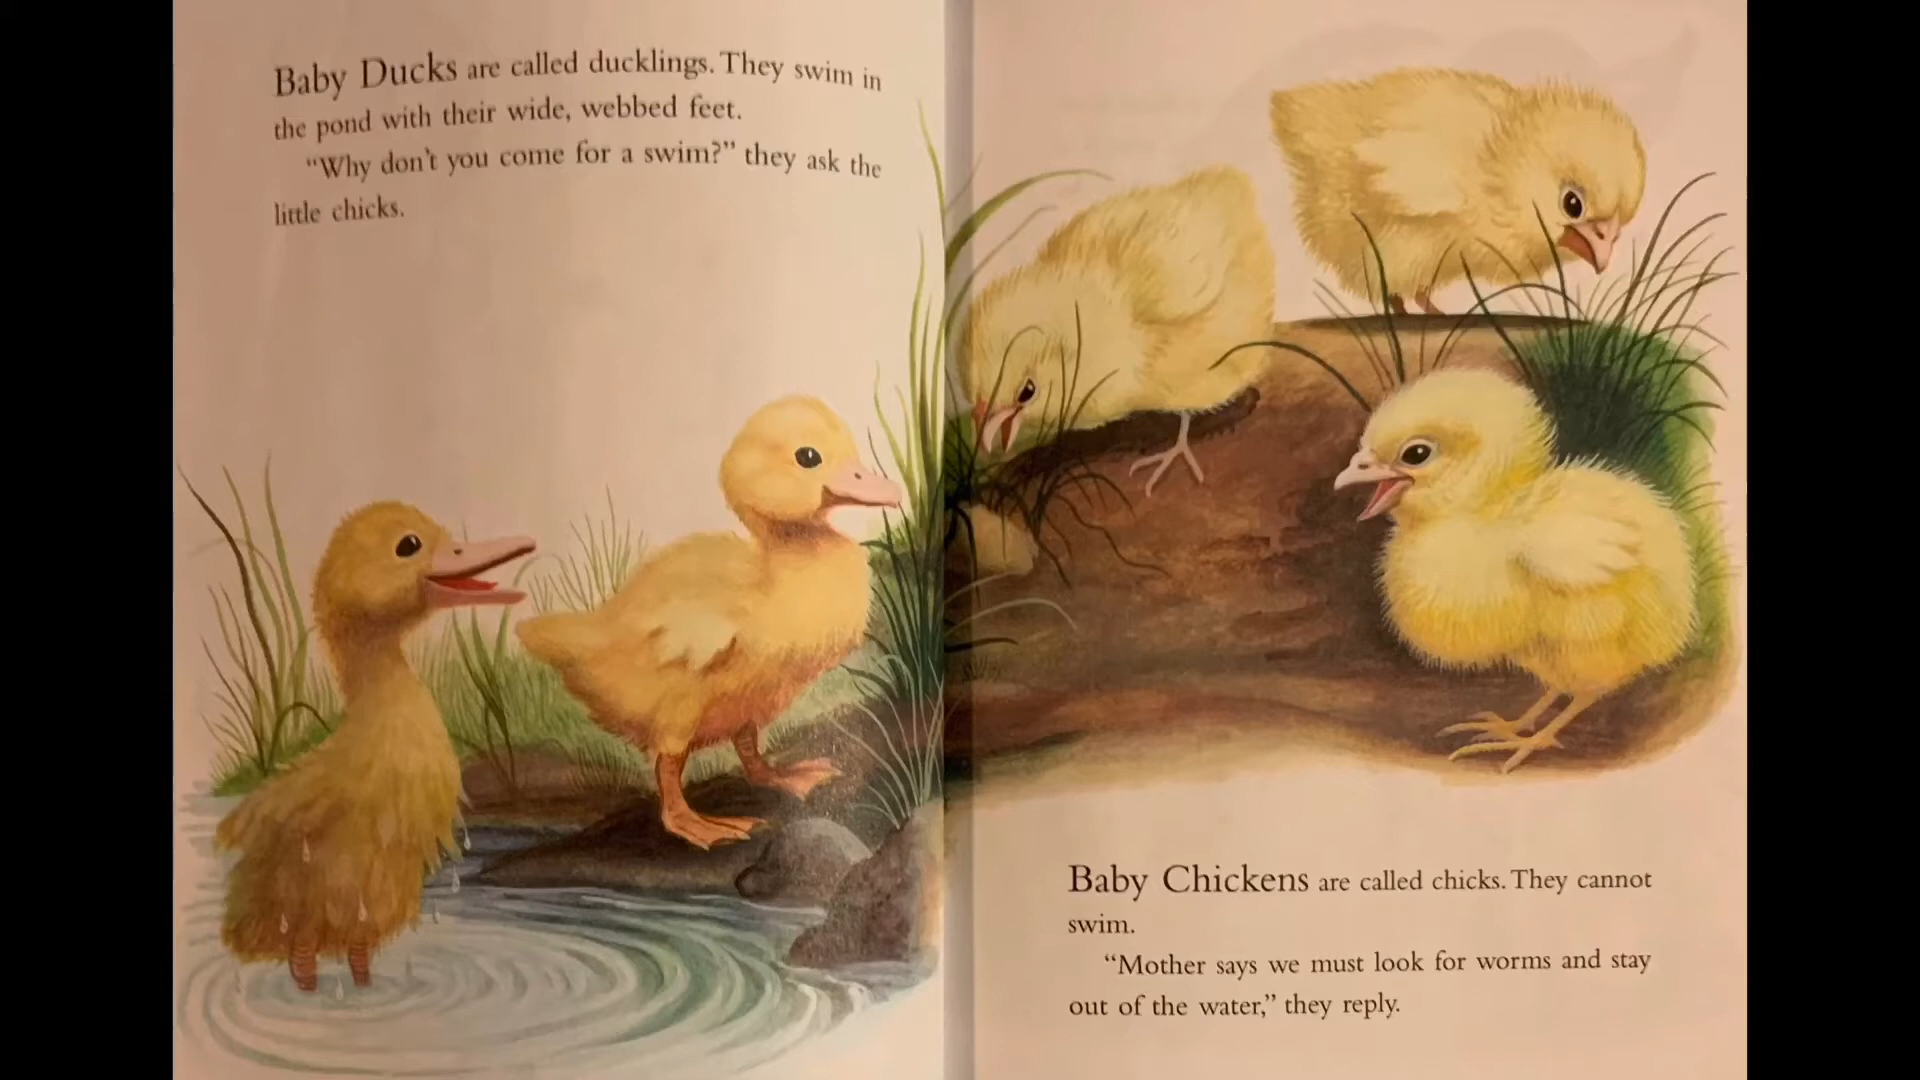 Baby Ducks are called ducklings. They swim in
the pond with their wide, webbed feet.
“Why don’t you come for a swim?” they ask the
little chicks.
Baby Chickens are called chicks. They cannot
swim.
“Mother says we must look for worms and stay
out of the water,” they reply.